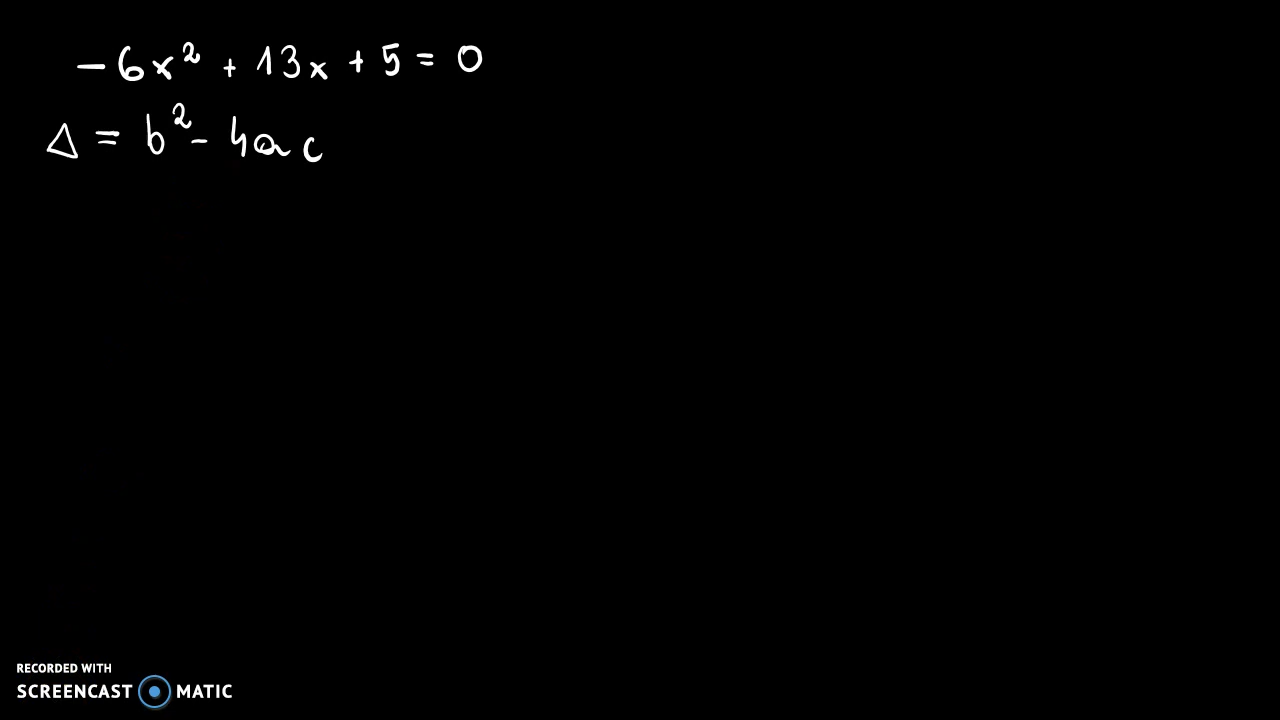 -6x² + 13x + 5 = 0
Δ = b² - 4ac
RECORDED WITH
SCREENCAST MATIC